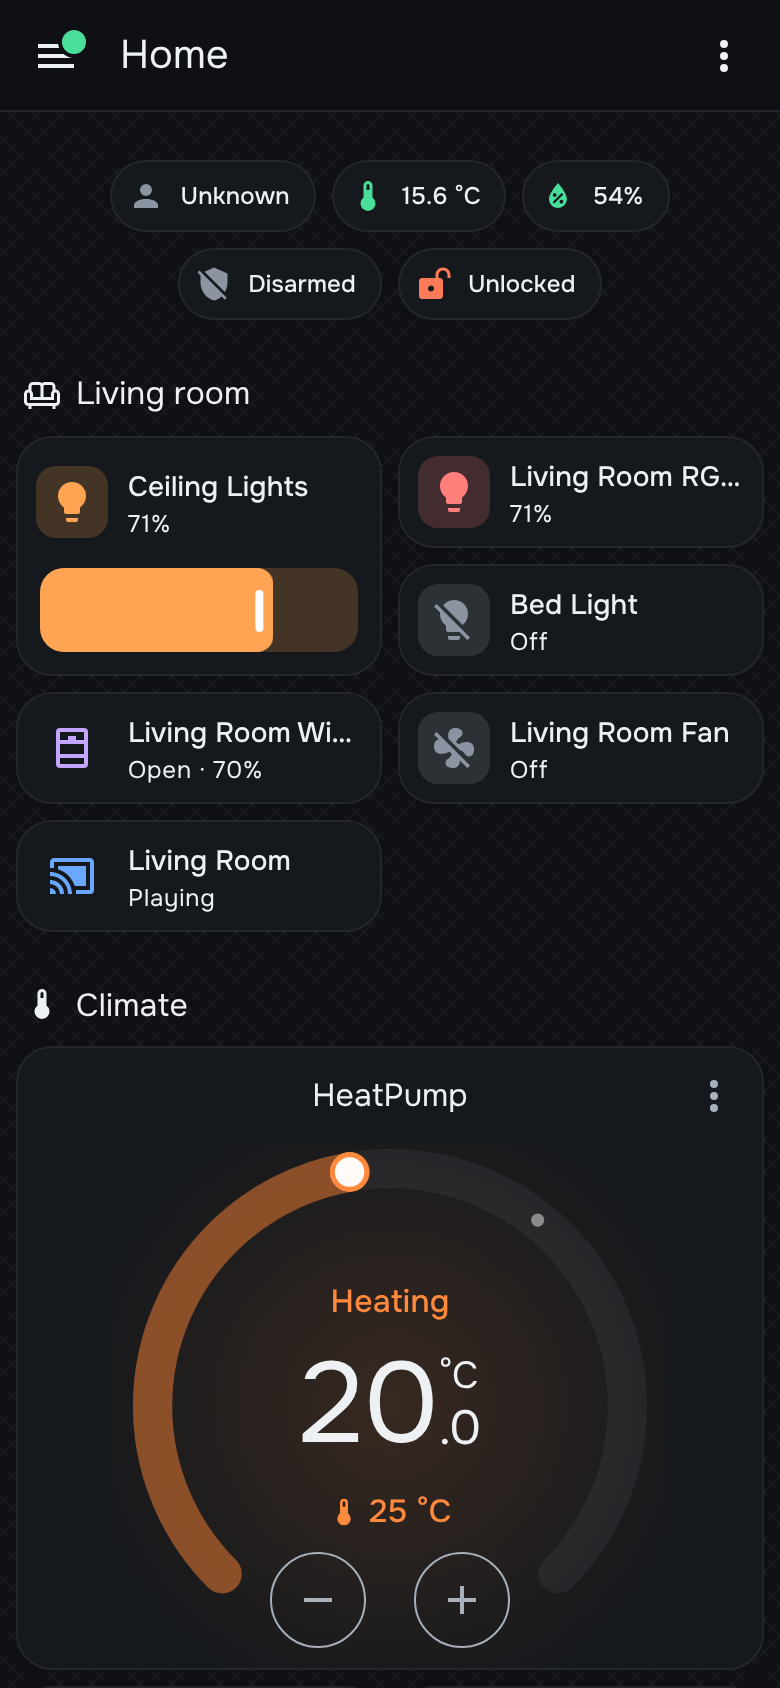 Home
Unknown
15.6 °C
54%
Disarmed
Unlocked
Living room
Ceiling Lights
71%
Living Room RG...
71%
Bed Light
Off
Living Room Wi...
Open · 70%
Living Room Fan
Off
Living Room
Playing
Climate
HeatPump
Heating
20.0 °C
25 °C